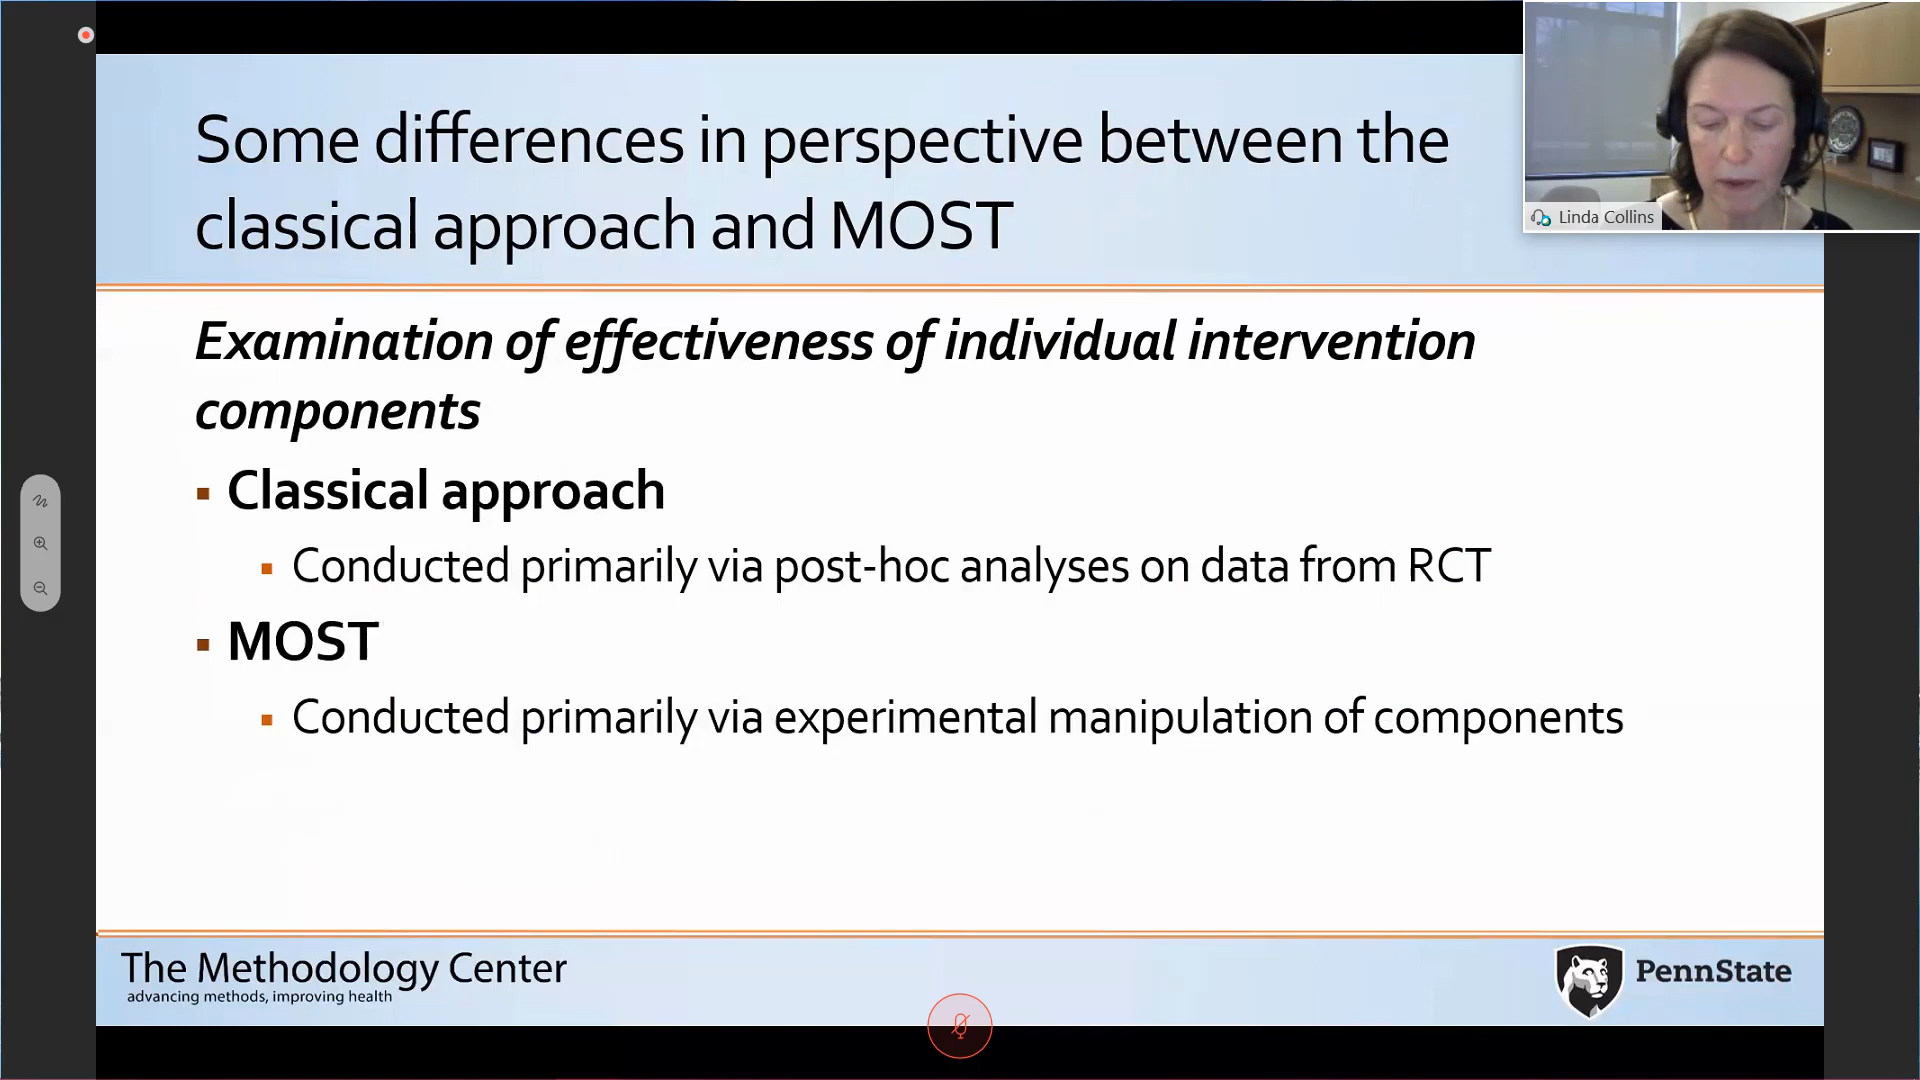 Some differences in perspective between the
classical approach and MOST
Linda Collins
Examination of effectiveness of individual intervention
components
Classical approach
Conducted primarily via post-hoc analyses on data from RCT
MOST
Conducted primarily via experimental manipulation of components
The Methodology Center
advancing methods, improving health
PennState